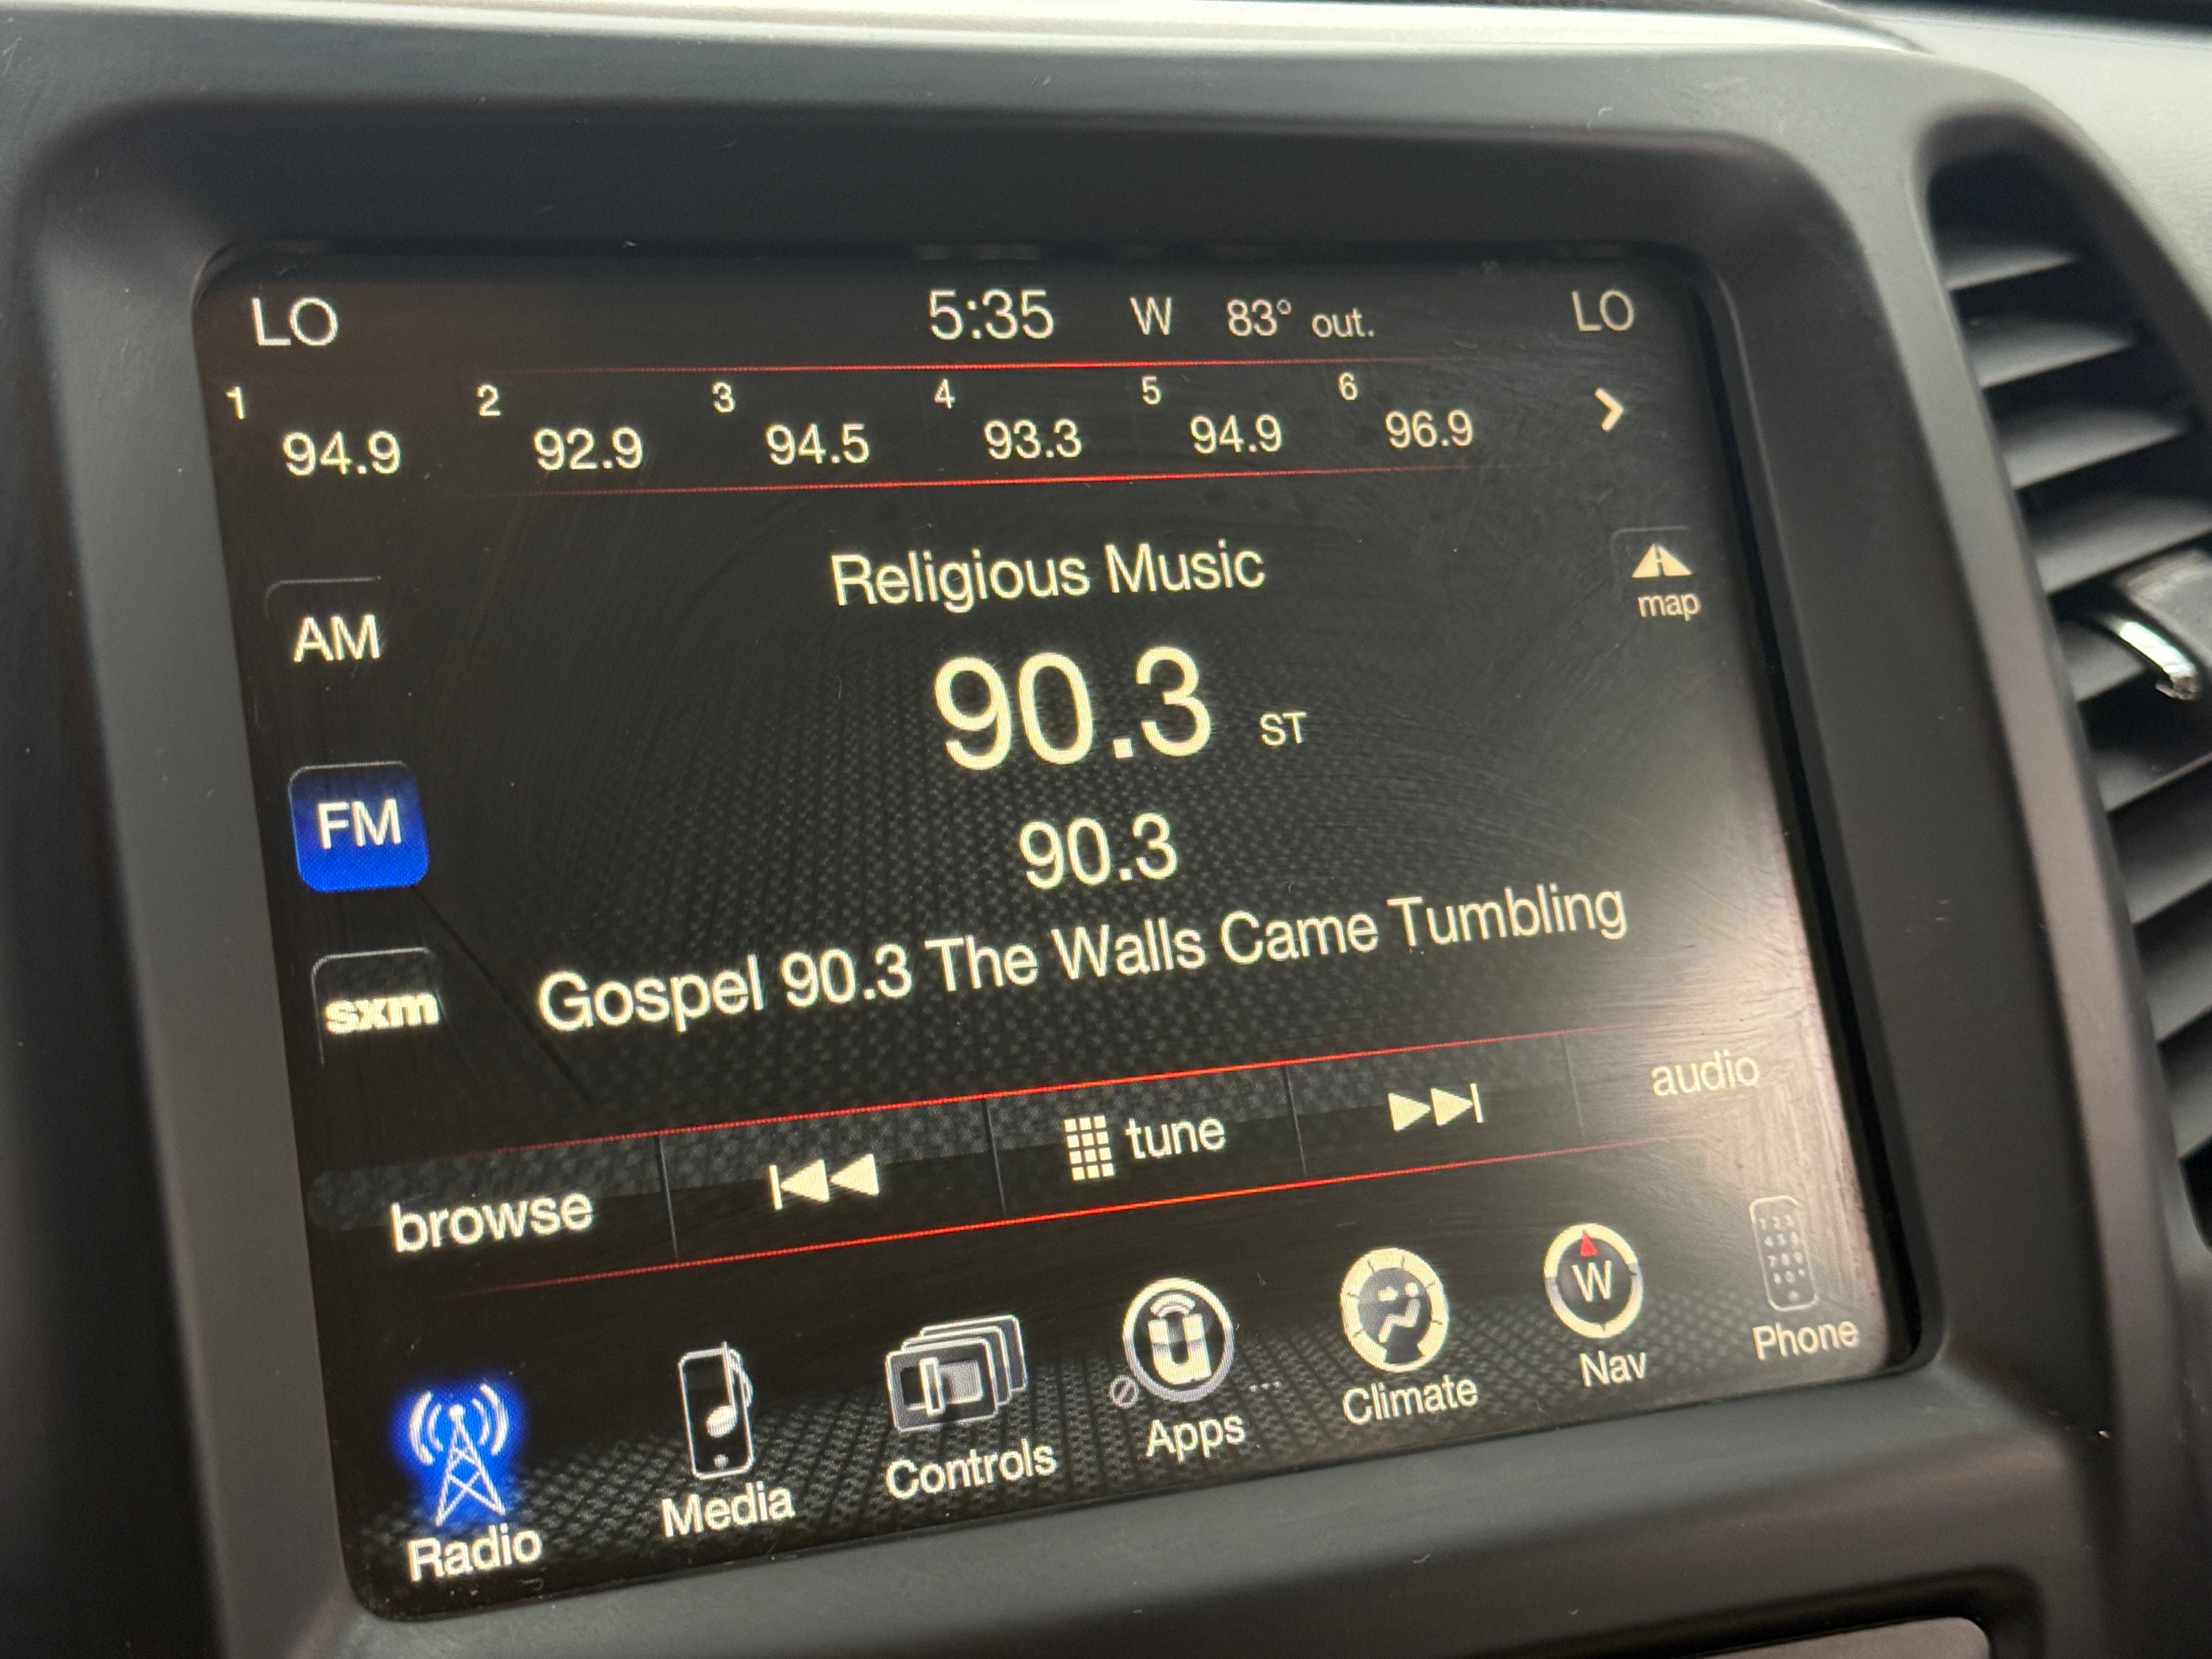 LO 5:35 W 83° out. LO
1 2 3 4 5 6
94.9 92.9 94.5 93.3 94.9 96.9
Religious Music
map
AM
90.3 ST
FM
90.3
sxm
Gospel 90.3 The Walls Came Tumbling
browse tune audio
W
Radio Media Controls Apps Climate Nav Phone